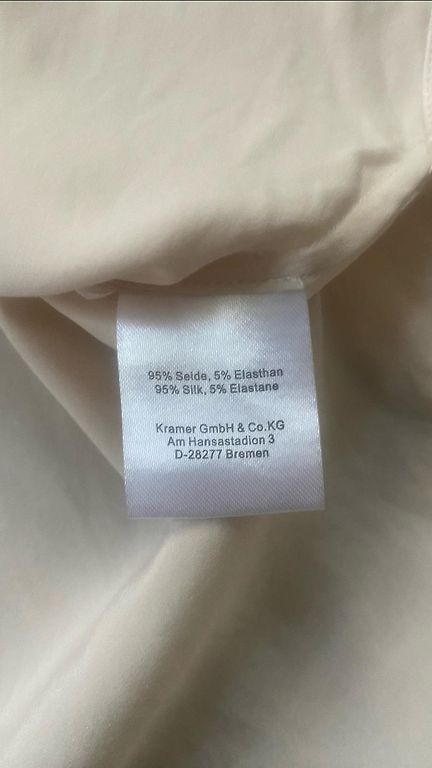 95% Seide, 5% Elasthan
95% Silk, 5% Elastane
Kramer GmbH & Co.KG
Am Hansastadion 3
D-28277 Bremen